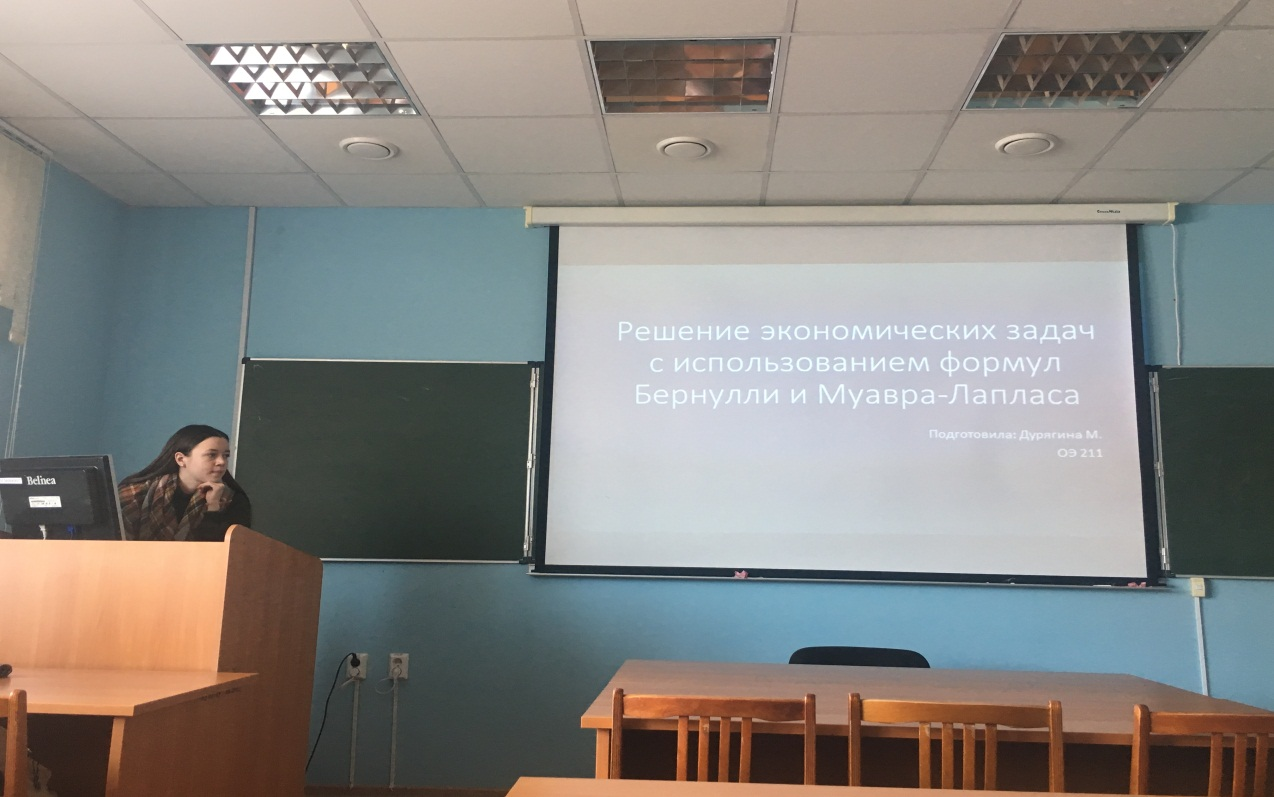 Решение экономических задач
с использованием формул
Бернулли и Муавра-Лапласа
Подготовила: Дурягина М.
ОЭ 211
Belinea